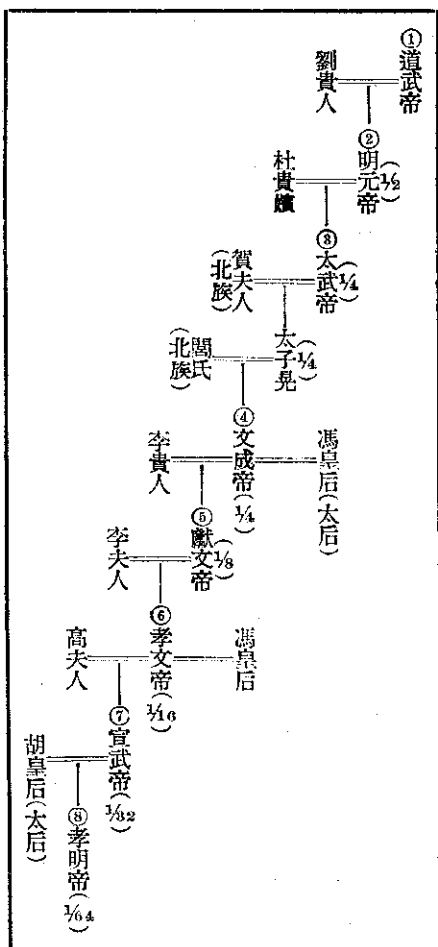 ①道武帝
劉貴人
②明元帝(1/2)
杜貴嬪
③太武帝(1/4)
賀夫人(北族)
太子晃(1/4)
閭氏(北族)
馮皇后(太后)
④文成帝(1/4)
李貴人
⑤獻文帝(1/8)
李夫人
馮皇后
⑥孝文帝(1/16)
高夫人
⑦宣武帝(1/32)
胡皇后(太后)
⑧孝明帝(1/64)